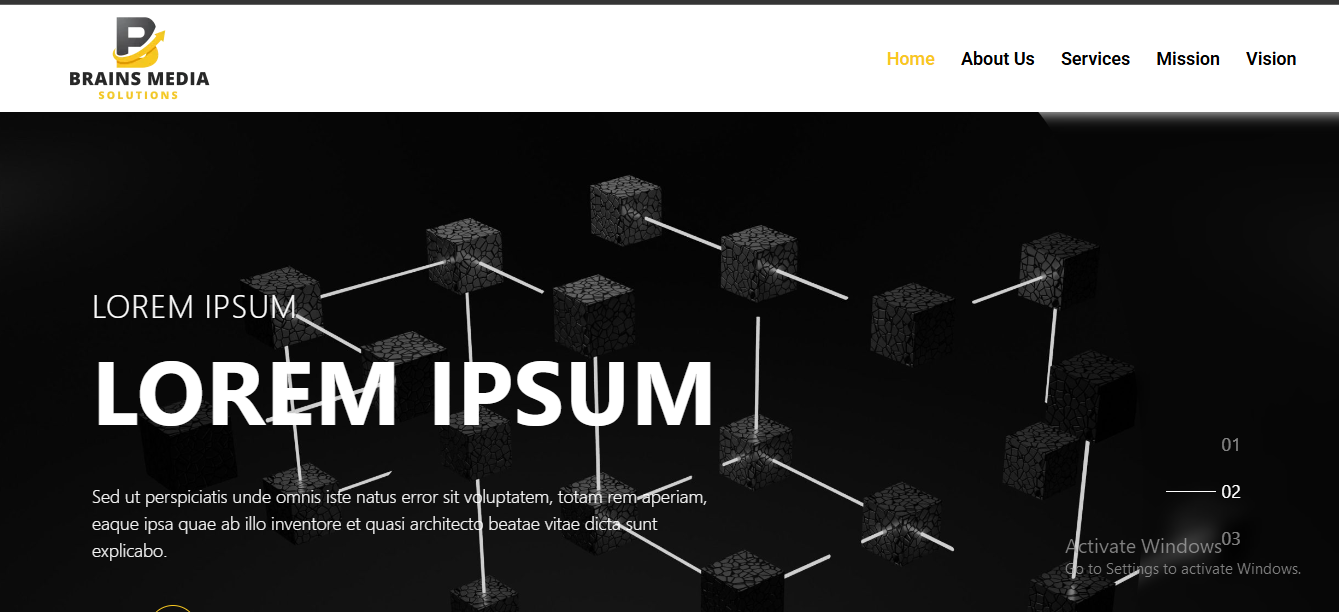 BRAINS MEDIA
SOLUTIONS
Home About Us Services Mission Vision
LOREM IPSUM
LOREM IPSUM
Sed ut perspiciatis unde omnis iste natus error sit voluptatem, totam rem aperiam,
eaque ipsa quae ab illo inventore et quasi architecto beatae vitae dicta sunt
explicabo.
01
02
03
Activate Windows
Go to Settings to activate Windows.